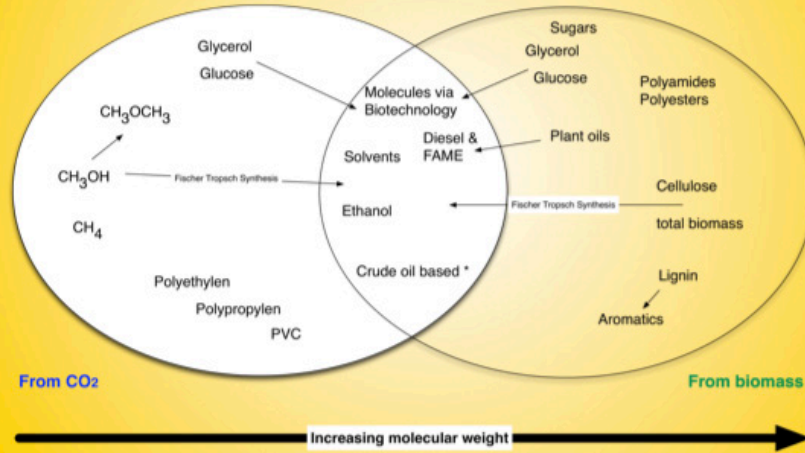 Glycerol
Glucose
CH3OCH3
CH3OH
Fischer Tropsch Synthesis
CH4
Polyethylen
Polypropylen
PVC
Molecules via
Biotechnology
Solvents
Diesel &
FAME
Ethanol
Crude oil based *
Sugars
Glycerol
Glucose
Polyamides
Polyesters
Plant oils
Cellulose
Fischer Tropsch Synthesis
total biomass
Lignin
Aromatics
From CO2
From biomass
Increasing molecular weight